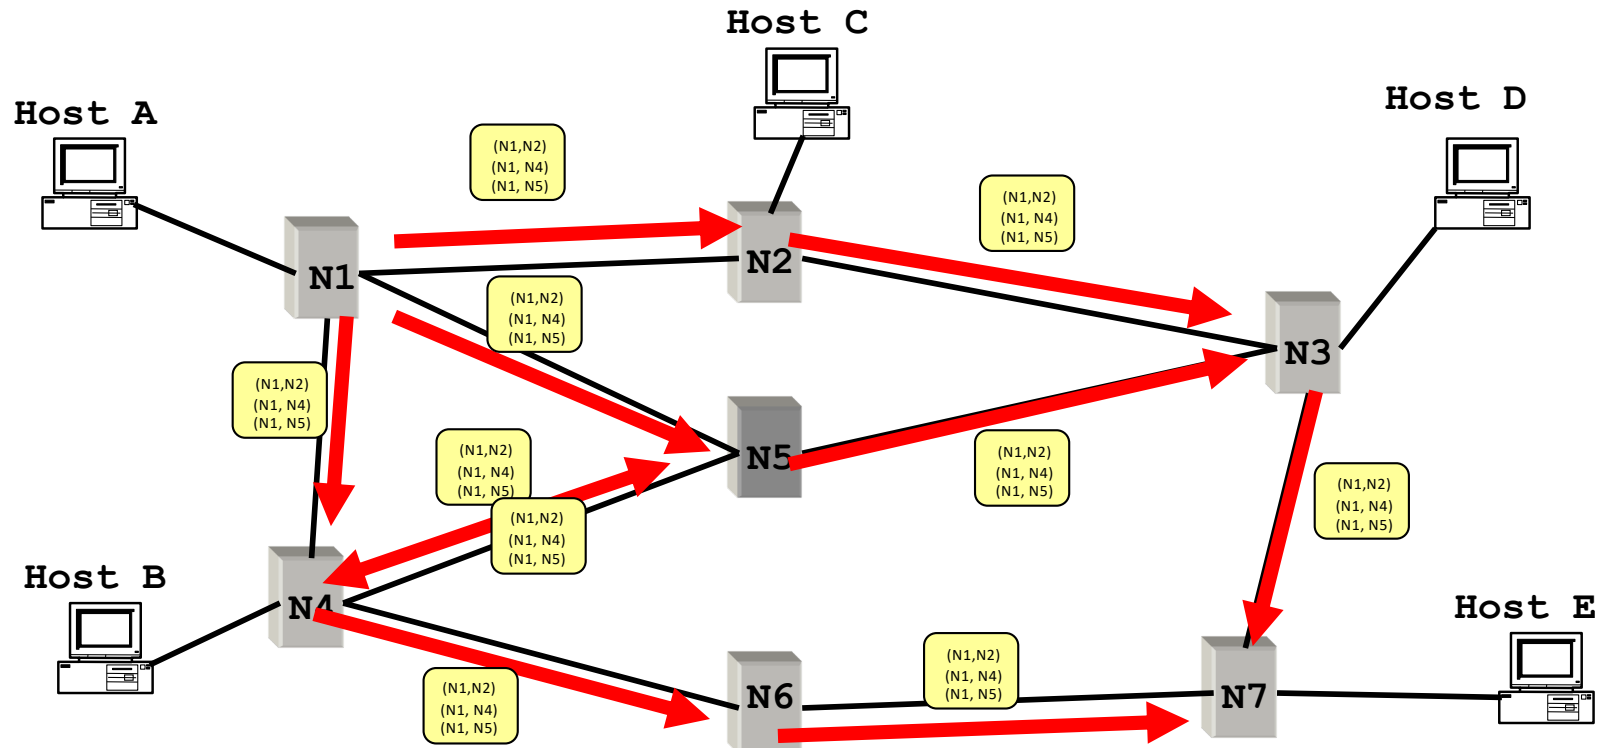 Host C
Host A
Host D
(N1,N2)
(N1, N4)
(N1, N5)
(N1,N2)
(N1, N4)
(N1, N5)
N1
N2
(N1,N2)
(N1, N4)
(N1, N5)
N3
(N1,N2)
(N1, N4)
(N1, N5)
N5
(N1,N2)
(N1, N4)
(N1, N5)
(N1,N2)
(N1, N4)
(N1, N5)
(N1,N2)
(N1, N4)
(N1, N5)
(N1,N2)
(N1, N4)
(N1, N5)
Host B
N4
Host E
(N1,N2)
(N1, N4)
(N1, N5)
(N1,N2)
(N1, N4)
(N1, N5)
N6
N7